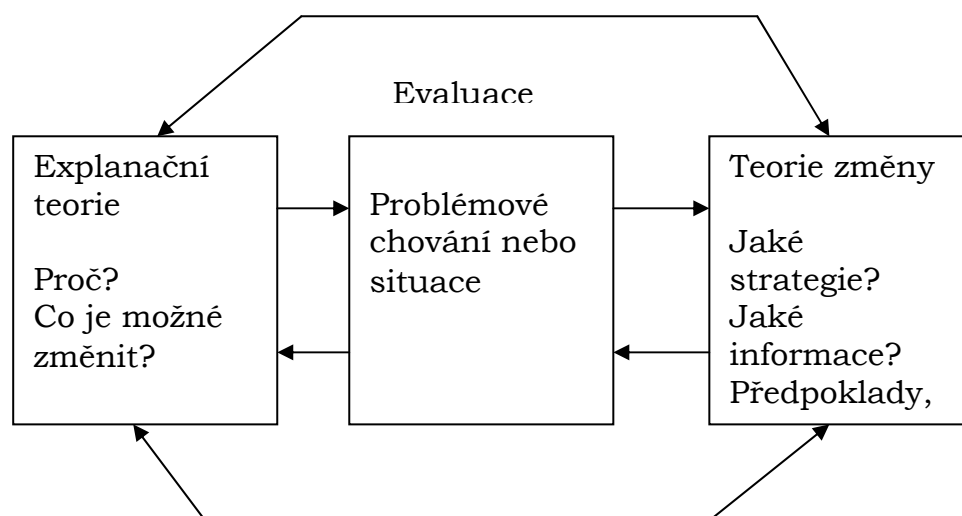 Evaluace
Explanační
teorie
Proč?
Co je možné
změnit?
Problémové
chování nebo
situace
Teorie změny
Jaké
strategie?
Jaké
informace?
Předpoklady,